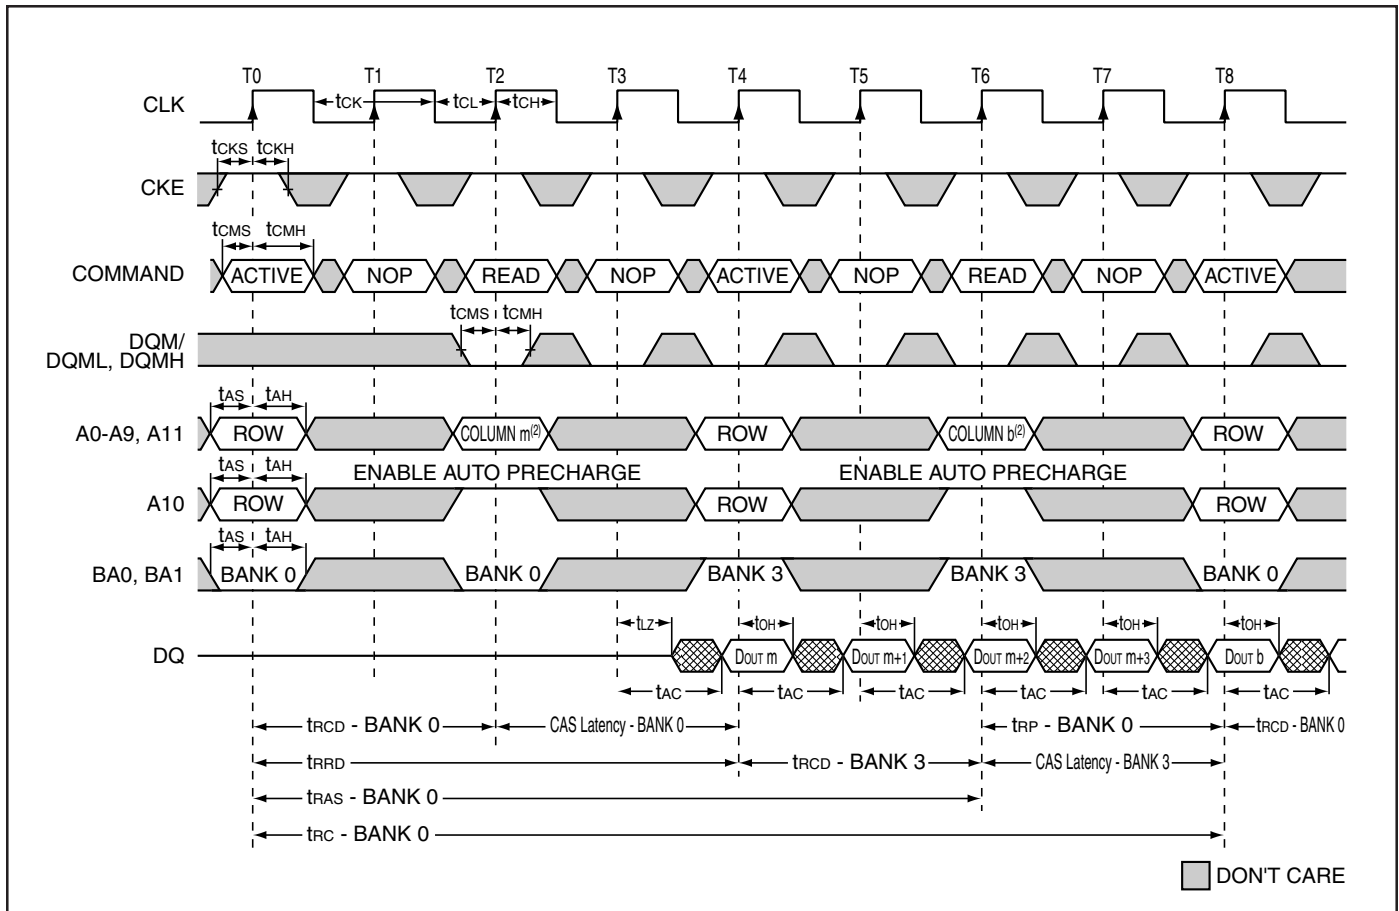 T0 T1 T2 T3 T4 T5 T6 T7 T8
CLK tCK tCL tCH
tCKS tCKH
CKE
tCMS tCMH
COMMAND ACTIVE NOP READ NOP ACTIVE NOP READ NOP ACTIVE
tCMS tCMH
DQM/
DQML, DQMH
tAS tAH
A0-A9, A11 ROW COLUMN m(2) ROW COLUMN b(2) ROW
tAS tAH ENABLE AUTO PRECHARGE ENABLE AUTO PRECHARGE
A10 ROW ROW ROW
tAS tAH
BA0, BA1 BANK 0 BANK 0 BANK 3 BANK 3 BANK 0
tLZ tOH tOH tOH tOH tOH
DQ DOUT m DOUT m+1 DOUT m+2 DOUT m+3 DOUT b
tAC tAC tAC tAC tAC tAC
tRCD - BANK 0 CAS Latency - BANK 0 tRP - BANK 0 tRCD - BANK 0
tRRD tRCD - BANK 3 CAS Latency - BANK 3
tRAS - BANK 0
tRC - BANK 0
DON'T CARE